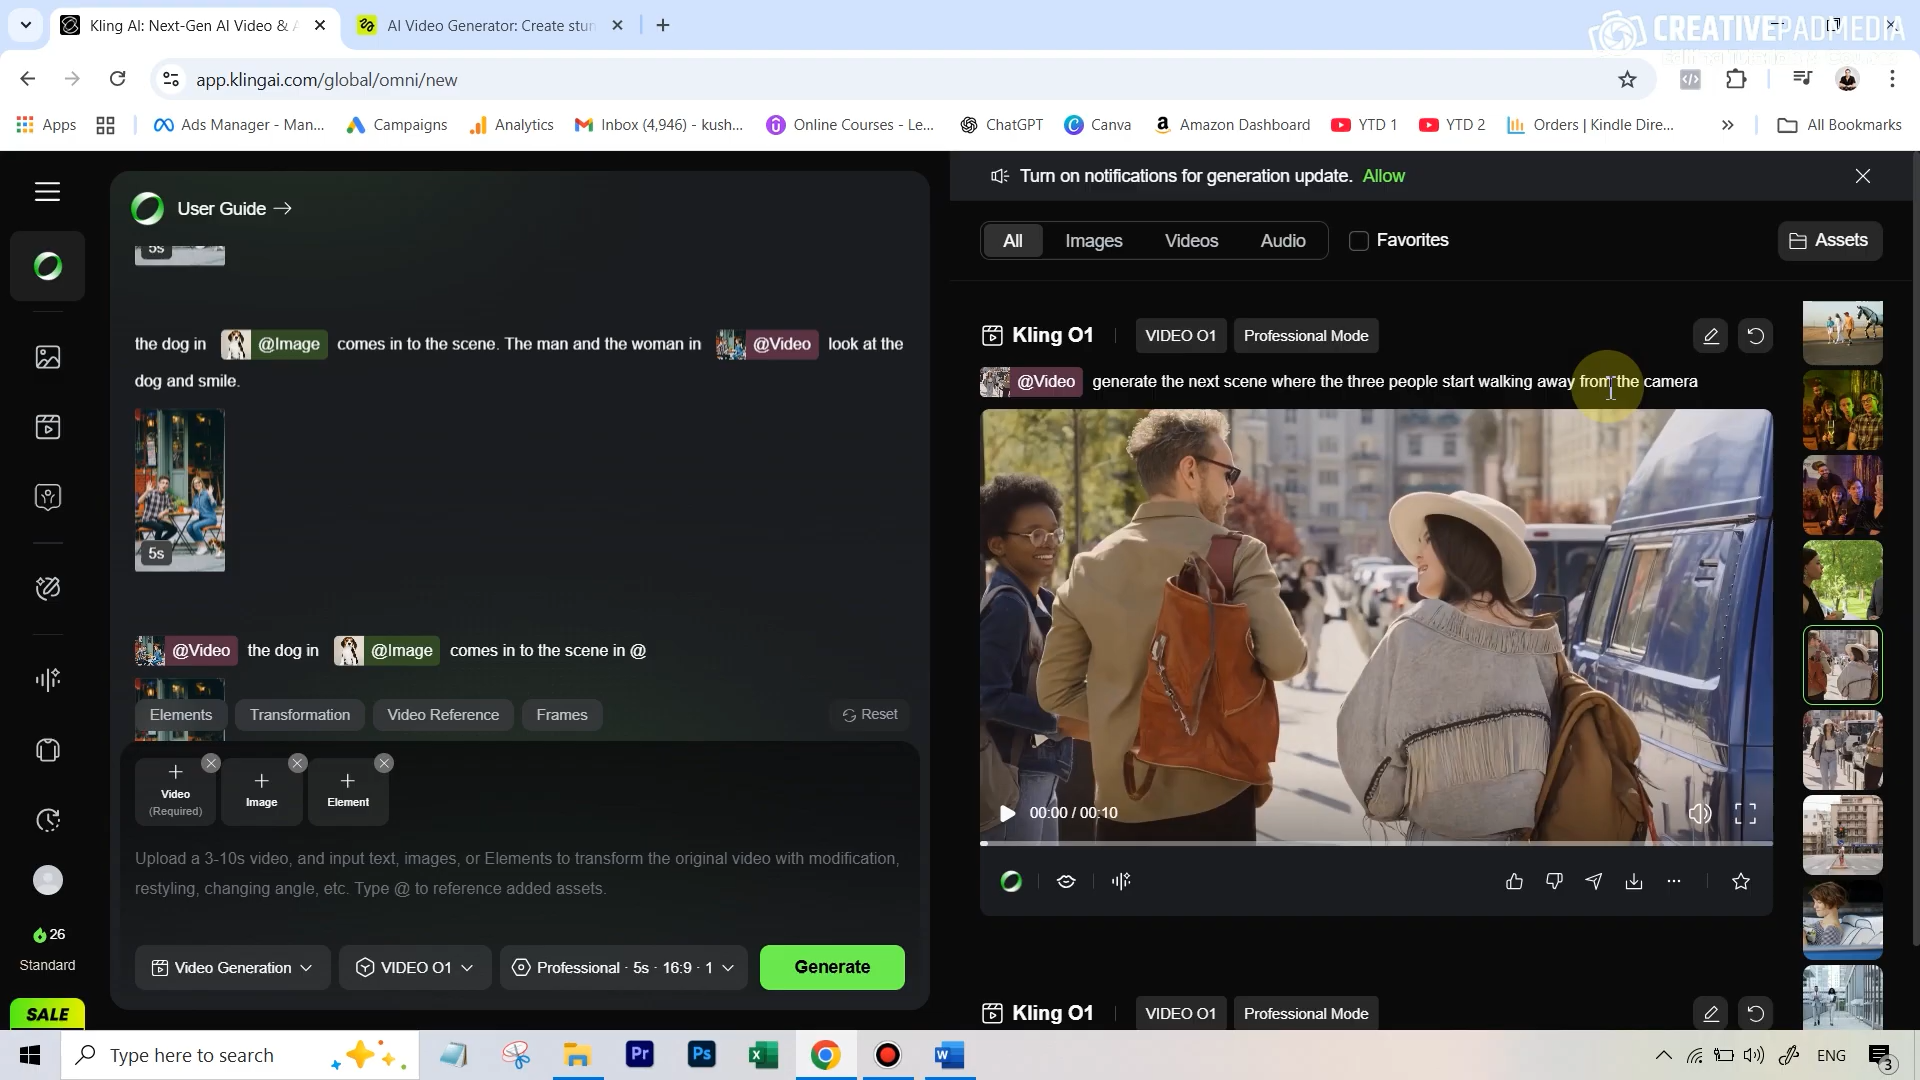 Kling AI: Next-Gen AI Video & A
AI Video Generator: Create stun
CREATIVEPADMEDIA
app.klingai.com/global/omni/new
Apps
Ads Manager - Man...
Campaigns
Analytics
Inbox (4,946) - kush...
Online Courses - Le...
ChatGPT
Canva
Amazon Dashboard
YTD 1
YTD 2
Orders | Kindle Dire...
All Bookmarks
User Guide
Turn on notifications for generation update. Allow
All
Images
Videos
Audio
Favorites
Assets
5s
the dog in @Image comes in to the scene. The man and the woman in @Video look at the
dog and smile.
5s
@Video the dog in @Image comes in to the scene in @
Elements
Transformation
Video Reference
Frames
Reset
Video
(Required)
Image
Element
Upload a 3-10s video, and input text, images, or Elements to transform the original video with modification,
restyling, changing angle, etc. Type @ to reference added assets.
Video Generation
VIDEO O1
Professional · 5s · 16:9 · 1
Generate
26
Standard
SALE
Kling O1
VIDEO O1
Professional Mode
@Video generate the next scene where the three people start walking away from the camera
00:00 / 00:10
Kling O1
VIDEO O1
Professional Mode
Type here to search
Pr
Ps
ENG
3